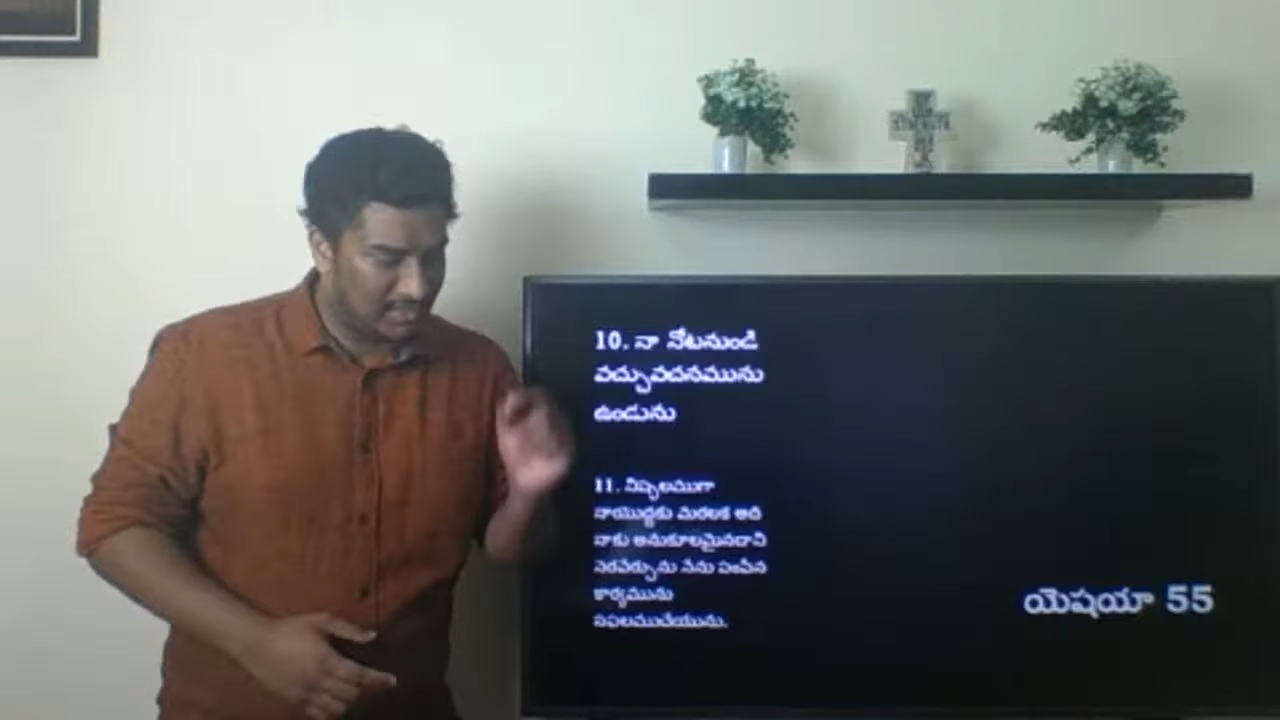 10. నా నోటనుండి
వచ్చువచనమును
ఉండును
11. నిష్ఫలముగా
నాయొద్దకు మరలక అది
నాకు అనుకూలమైనదాని
నెరవేర్చును నేను పంపిన
కార్యమును
సఫలముచేయును.
యెషయా 55